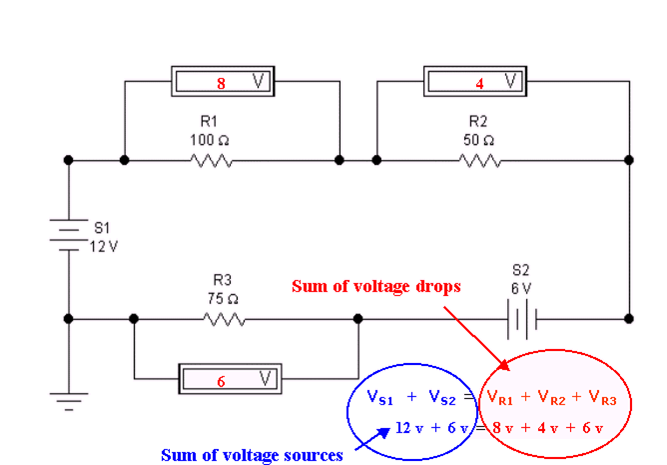 8 V
4 V
R1
100 Ω
R2
50 Ω
S1
12 V
R3
75 Ω
S2
6 V
Sum of voltage drops
6 V
VS1 + VS2 = VR1 + VR2 + VR3
12 v + 6 v = 8 v + 4 v + 6 v
Sum of voltage sources